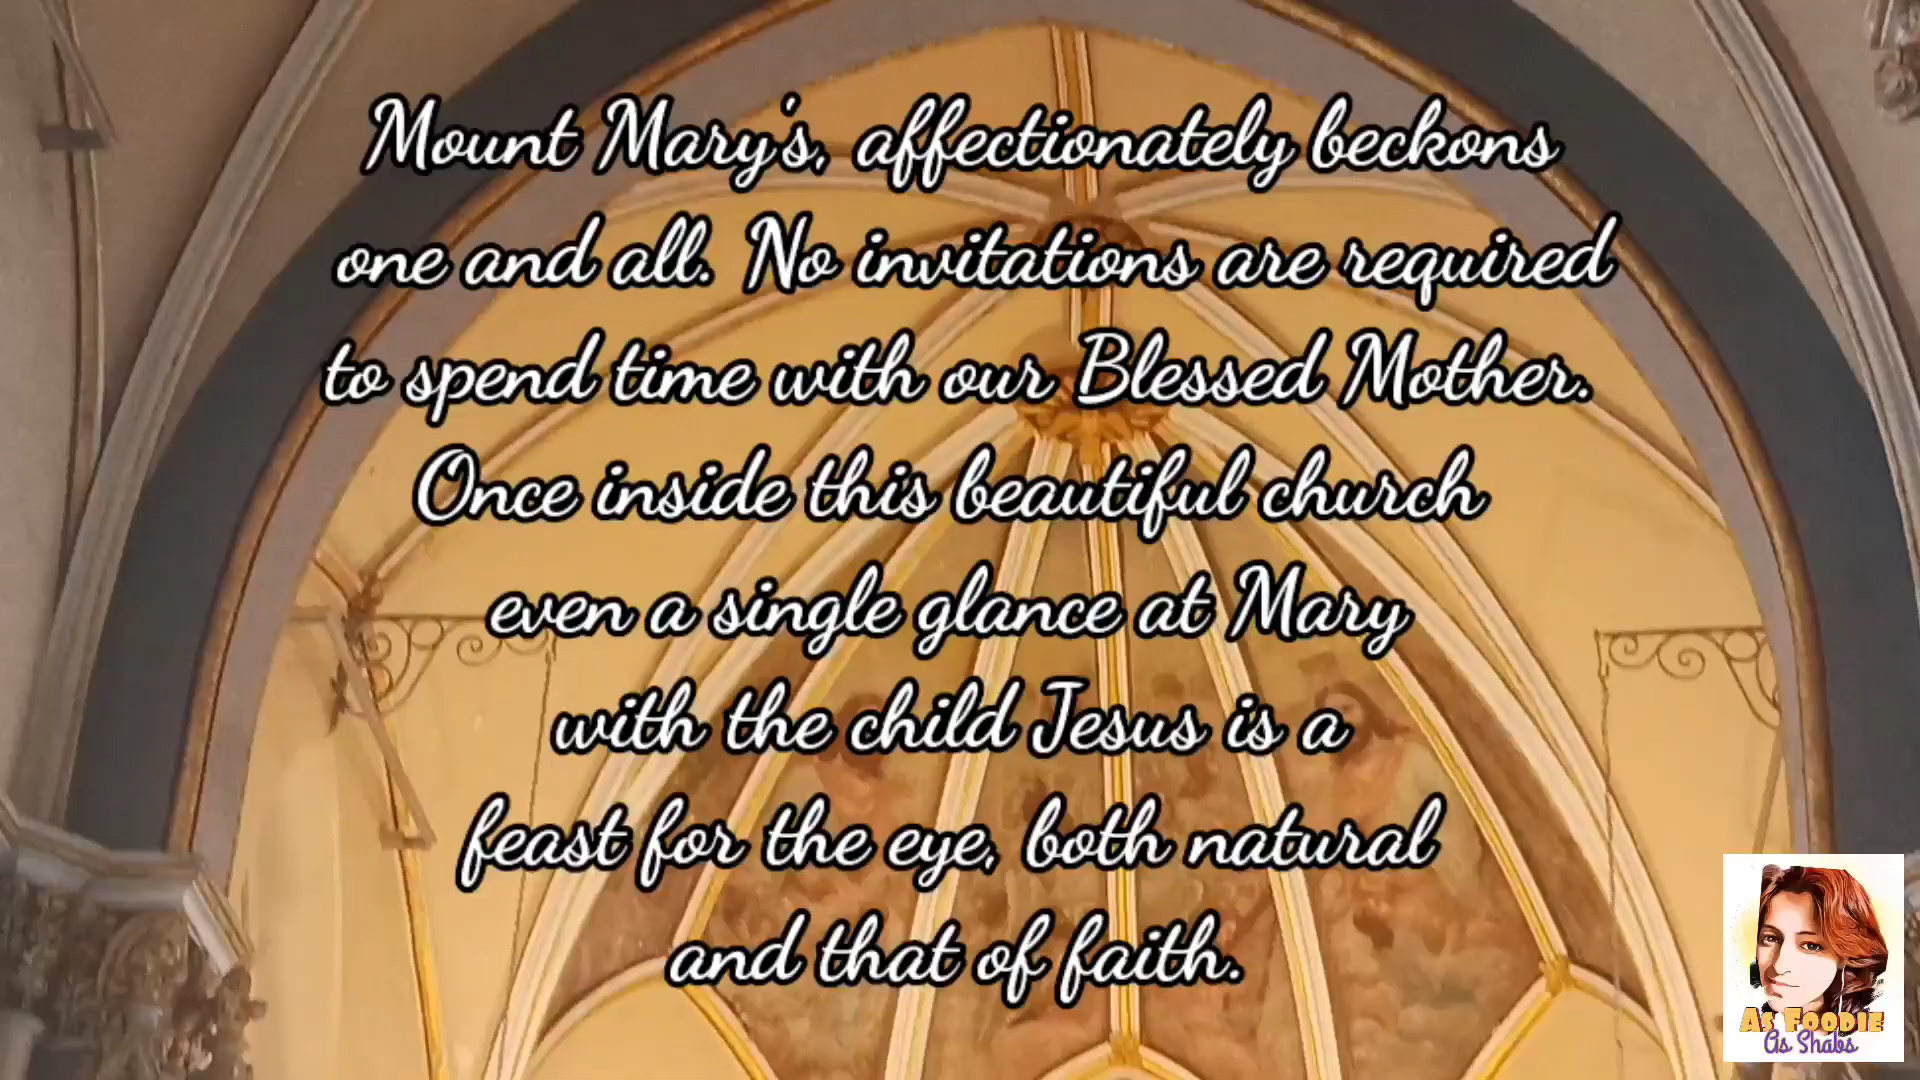 Mount Mary's, affectionately beckons
one and all. No invitations are required
to spend time with our Blessed Mother.
Once inside this beautiful church
even a single glance at Mary
with the child Jesus is a
feast for the eye, both natural
and that of faith.
As Foodie
As Shabs